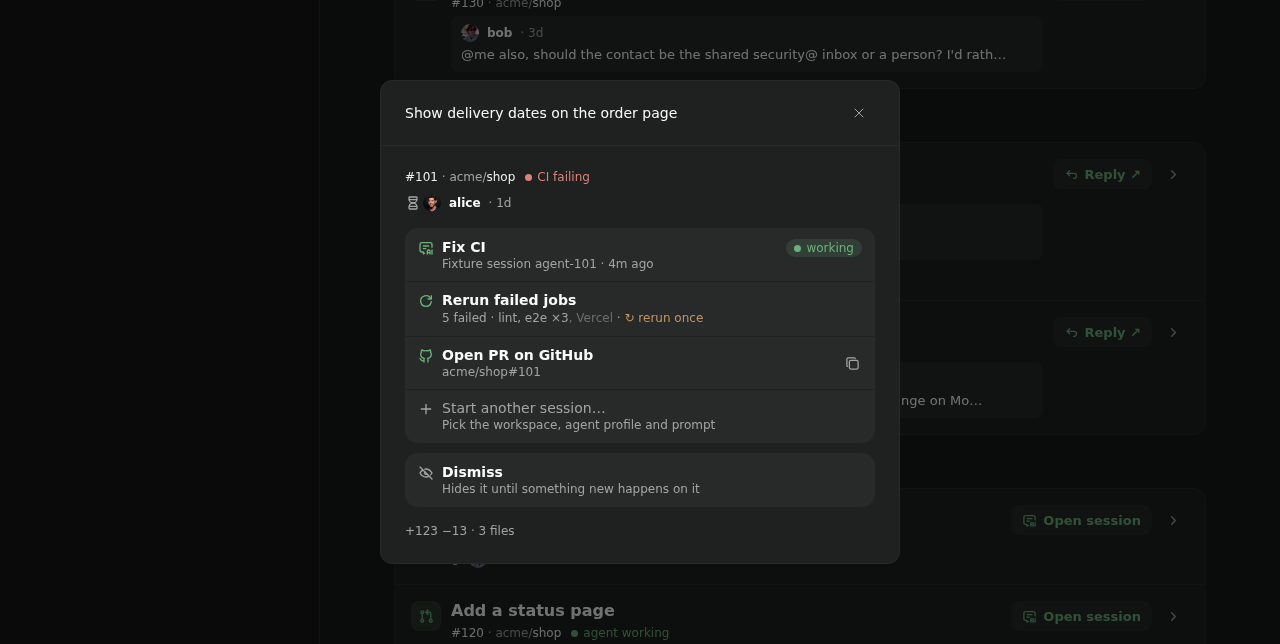 #130 · acme/shop
bob · 3d
@me also, should the contact be the shared security@ inbox or a person? I'd rath…
Show delivery dates on the order page
#101 · acme/shop CI failing
alice · 1d
Reply ↗
Fix CI
working
Fixture session agent-101 · 4m ago
Rerun failed jobs
5 failed · lint, e2e ×3, Vercel · ↻ rerun once
Reply ↗
Open PR on GitHub
acme/shop#101
nge on Mo…
Start another session…
Pick the workspace, agent profile and prompt
Dismiss
Hides it until something new happens on it
+123 −13 · 3 files
Open session
Add a status page
#120 · acme/shop agent working
Open session